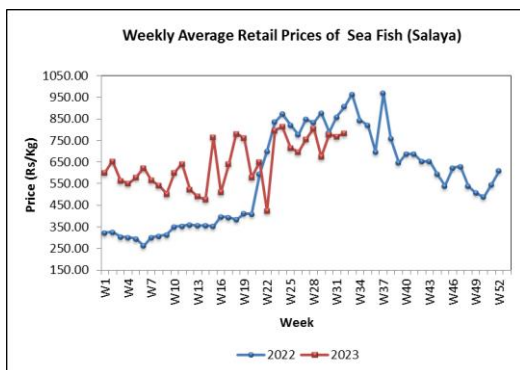 Weekly Average Retail Prices of Sea Fish (Salaya)
Price (Rs/Kg)
1050.00
950.00
850.00
750.00
650.00
550.00
450.00
350.00
250.00
150.00
W1 W4 W7 W10 W13 W16 W19 W22 W25 W28 W31 W34 W37 W40 W43 W46 W49 W52
Week
2022 2023